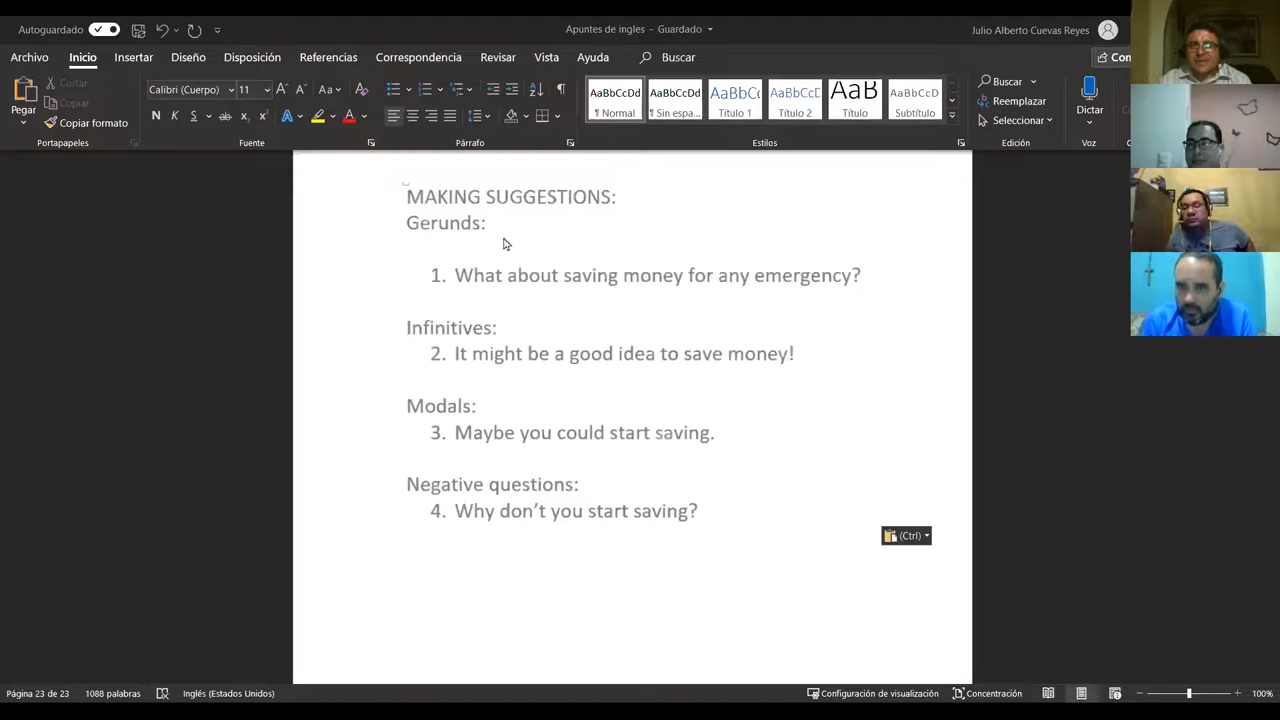 Autoguardado
Apuntes de ingles - Guardado
Julio Alberto Cuevas Reyes
Archivo Inicio Insertar Diseño Disposición Referencias Correspondencia Revisar Vista Ayuda Buscar
Pegar
Cortar
Copiar
Copiar formato
Portapapeles
Calibri (Cuerpo) 11
Fuente
Párrafo
AaBbCcDd AaBbCcDd AaBbCc AaBbCcD AaB AaBbCcD
¶ Normal ¶ Sin espa... Título 1 Título 2 Título Subtítulo
Estilos
Buscar
Reemplazar
Seleccionar
Edición
Dictar
Voz
MAKING SUGGESTIONS:
Gerunds:
1. What about saving money for any emergency?
Infinitives:
2. It might be a good idea to save money!
Modals:
3. Maybe you could start saving.
Negative questions:
4. Why don't you start saving?
(Ctrl)
Página 23 de 23 1088 palabras Inglés (Estados Unidos) Configuración de visualización Concentración 100%